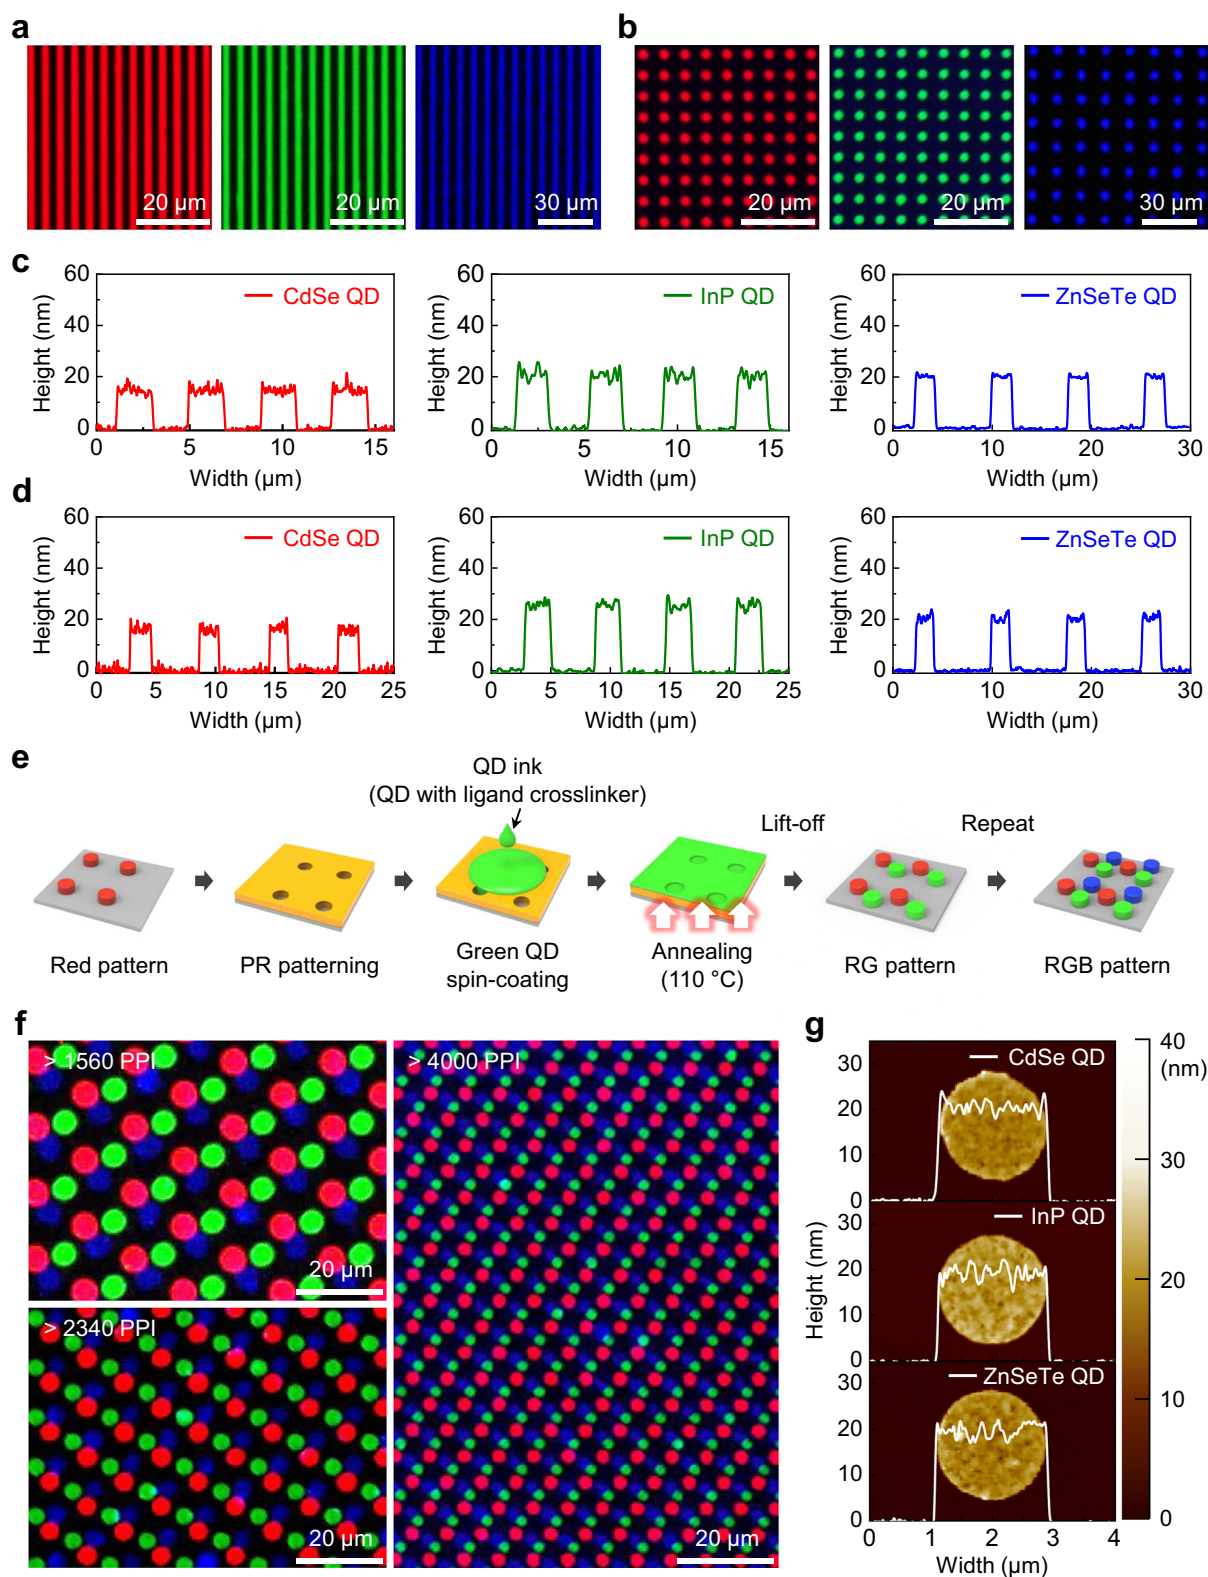 a
b
20 µm
20 µm
30 µm
20 µm
20 µm
30 µm
c
60
40
20
0
Height (nm)
CdSe QD
0
5
10
15
Width (µm)
60
40
20
0
Height (nm)
InP QD
0
5
10
15
Width (µm)
60
40
20
0
Height (nm)
ZnSeTe QD
0
10
20
30
Width (µm)
d
60
40
20
0
Height (nm)
CdSe QD
0
5
10
15
20
25
Width (µm)
60
40
20
0
Height (nm)
InP QD
0
5
10
15
20
25
Width (µm)
60
40
20
0
Height (nm)
ZnSeTe QD
0
10
20
30
Width (µm)
e
QD ink
(QD with ligand crosslinker)
Lift-off
Repeat
Red pattern
PR patterning
Green QD
spin-coating
Annealing
(110 °C)
RG pattern
RGB pattern
f
> 1560 PPI
20 µm
> 2340 PPI
20 µm
> 4000 PPI
20 µm
g
30
20
10
0
CdSe QD
30
20
10
0
InP QD
30
20
10
0
ZnSeTe QD
Height (nm)
0
1
2
3
4
Width (µm)
40
(nm)
30
20
10
0